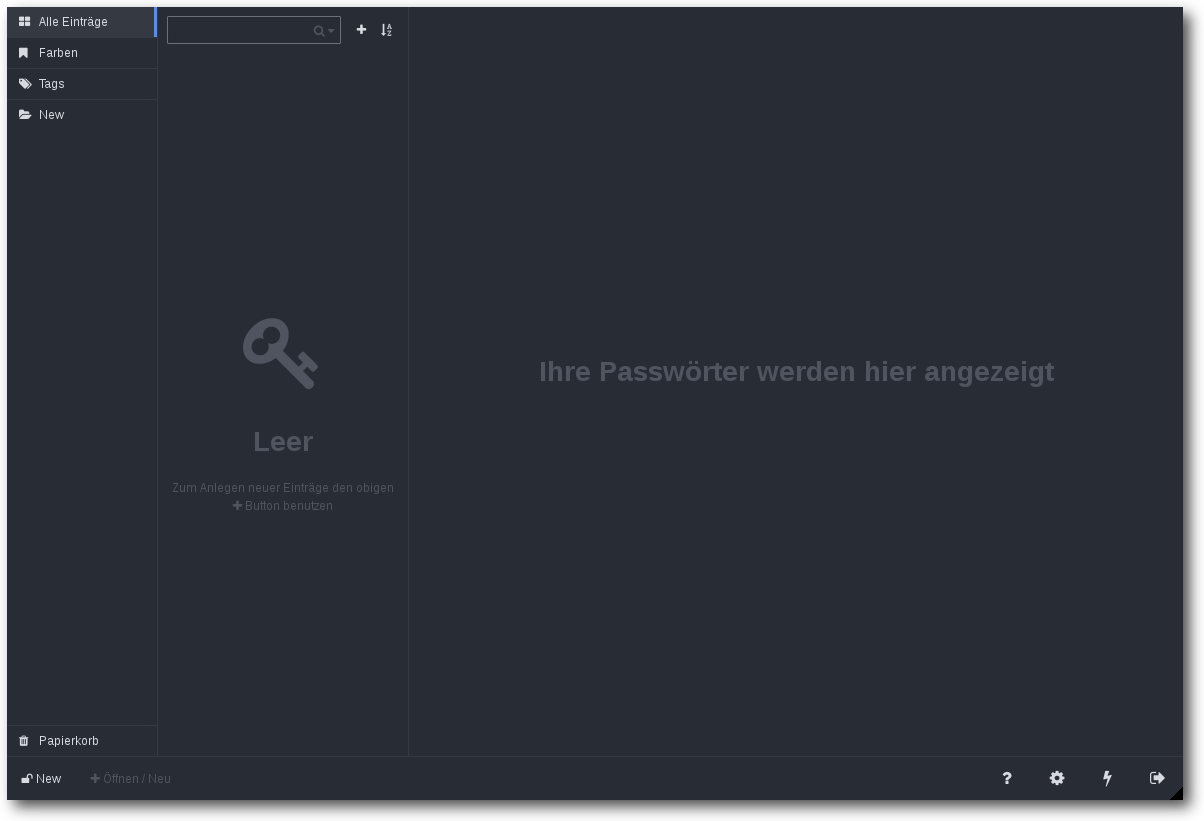 Alle Einträge
Farben
Tags
New
Leer
Zum Anlegen neuer Einträge den obigen
Button benutzen
Ihre Passwörter werden hier angezeigt
Papierkorb
New
Öffnen / Neu